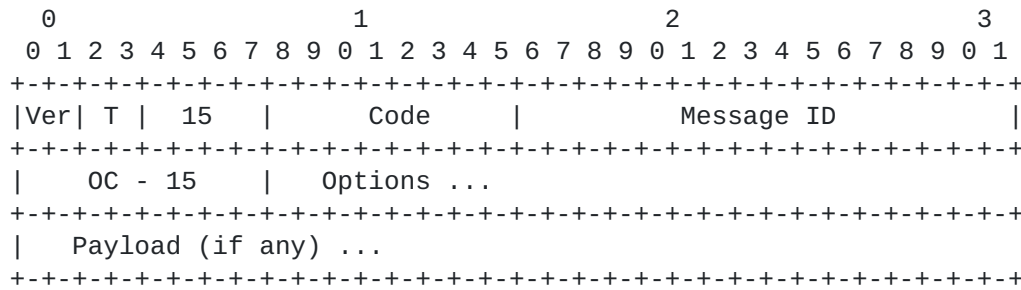 0                   1                   2                   3
 0 1 2 3 4 5 6 7 8 9 0 1 2 3 4 5 6 7 8 9 0 1 2 3 4 5 6 7 8 9 0 1
+-+-+-+-+-+-+-+-+-+-+-+-+-+-+-+-+-+-+-+-+-+-+-+-+-+-+-+-+-+-+-+-+
|Ver| T |  15   |      Code     |          Message ID           |
+-+-+-+-+-+-+-+-+-+-+-+-+-+-+-+-+-+-+-+-+-+-+-+-+-+-+-+-+-+-+-+-+
|    OC - 15    |   Options ...
+-+-+-+-+-+-+-+-+-+-+-+-+-+-+-+-+-+-+-+-+-+-+-+-+-+-+-+-+-+-+-+-+
|   Payload (if any) ...
+-+-+-+-+-+-+-+-+-+-+-+-+-+-+-+-+-+-+-+-+-+-+-+-+-+-+-+-+-+-+-+-+